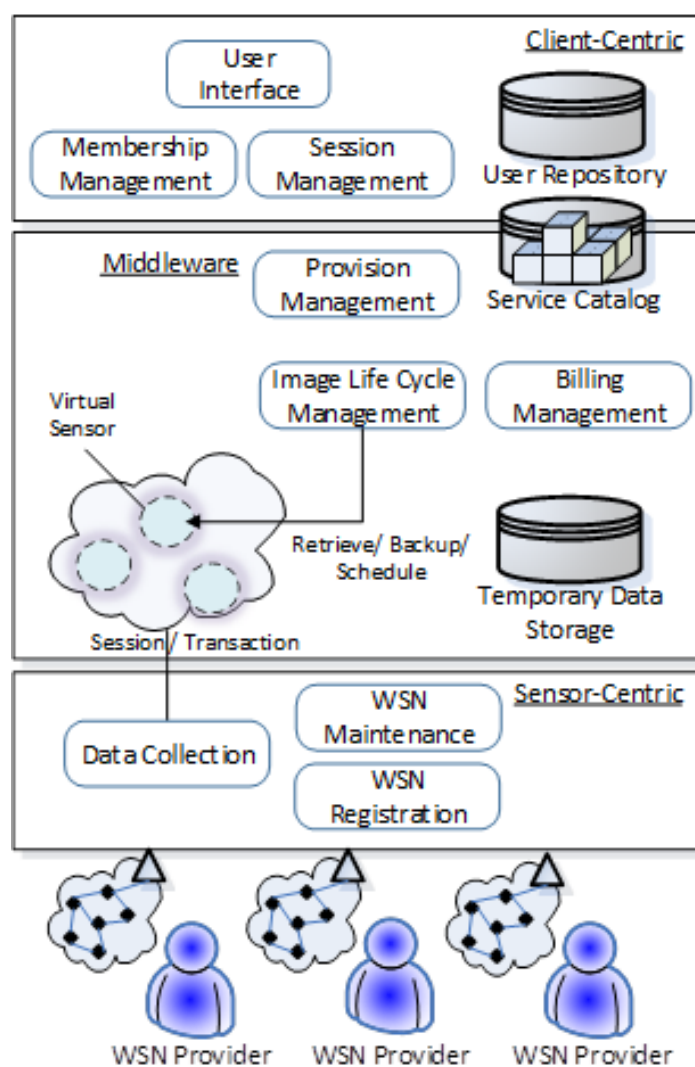 Client-Centric
User
Interface
Membership
Management
Session
Management
User Repository
Middleware
Provision
Management
Service Catalog
Image Life Cycle
Management
Billing
Management
Virtual
Sensor
Retrieve/ Backup/
Schedule
Temporary Data
Storage
Session / Transaction
Sensor-Centric
Data Collection
WSN
Maintenance
WSN
Registration
WSN Provider
WSN Provider
WSN Provider